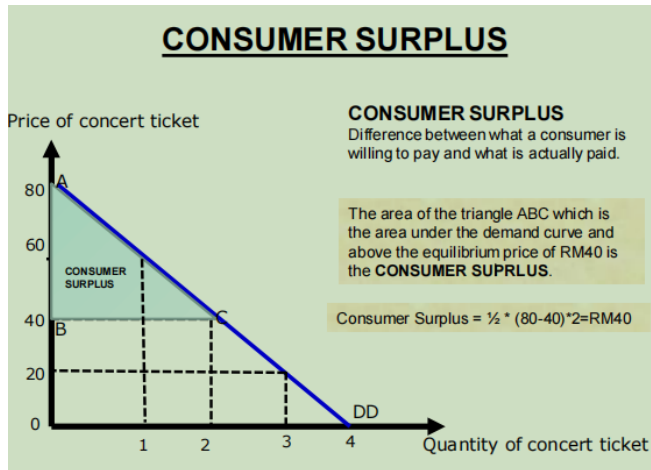 CONSUMER SURPLUS
CONSUMER SURPLUS
Difference between what a consumer is
willing to pay and what is actually paid.
The area of the triangle ABC which is
the area under the demand curve and
above the equilibrium price of RM40 is
the CONSUMER SUPRLUS.
Consumer Surplus = ½ * (80-40)*2=RM40
Price of concert ticket
A
80
60
CONSUMER
SURPLUS
40
B
C
20
0
DD
1
2
3
4
Quantity of concert ticket